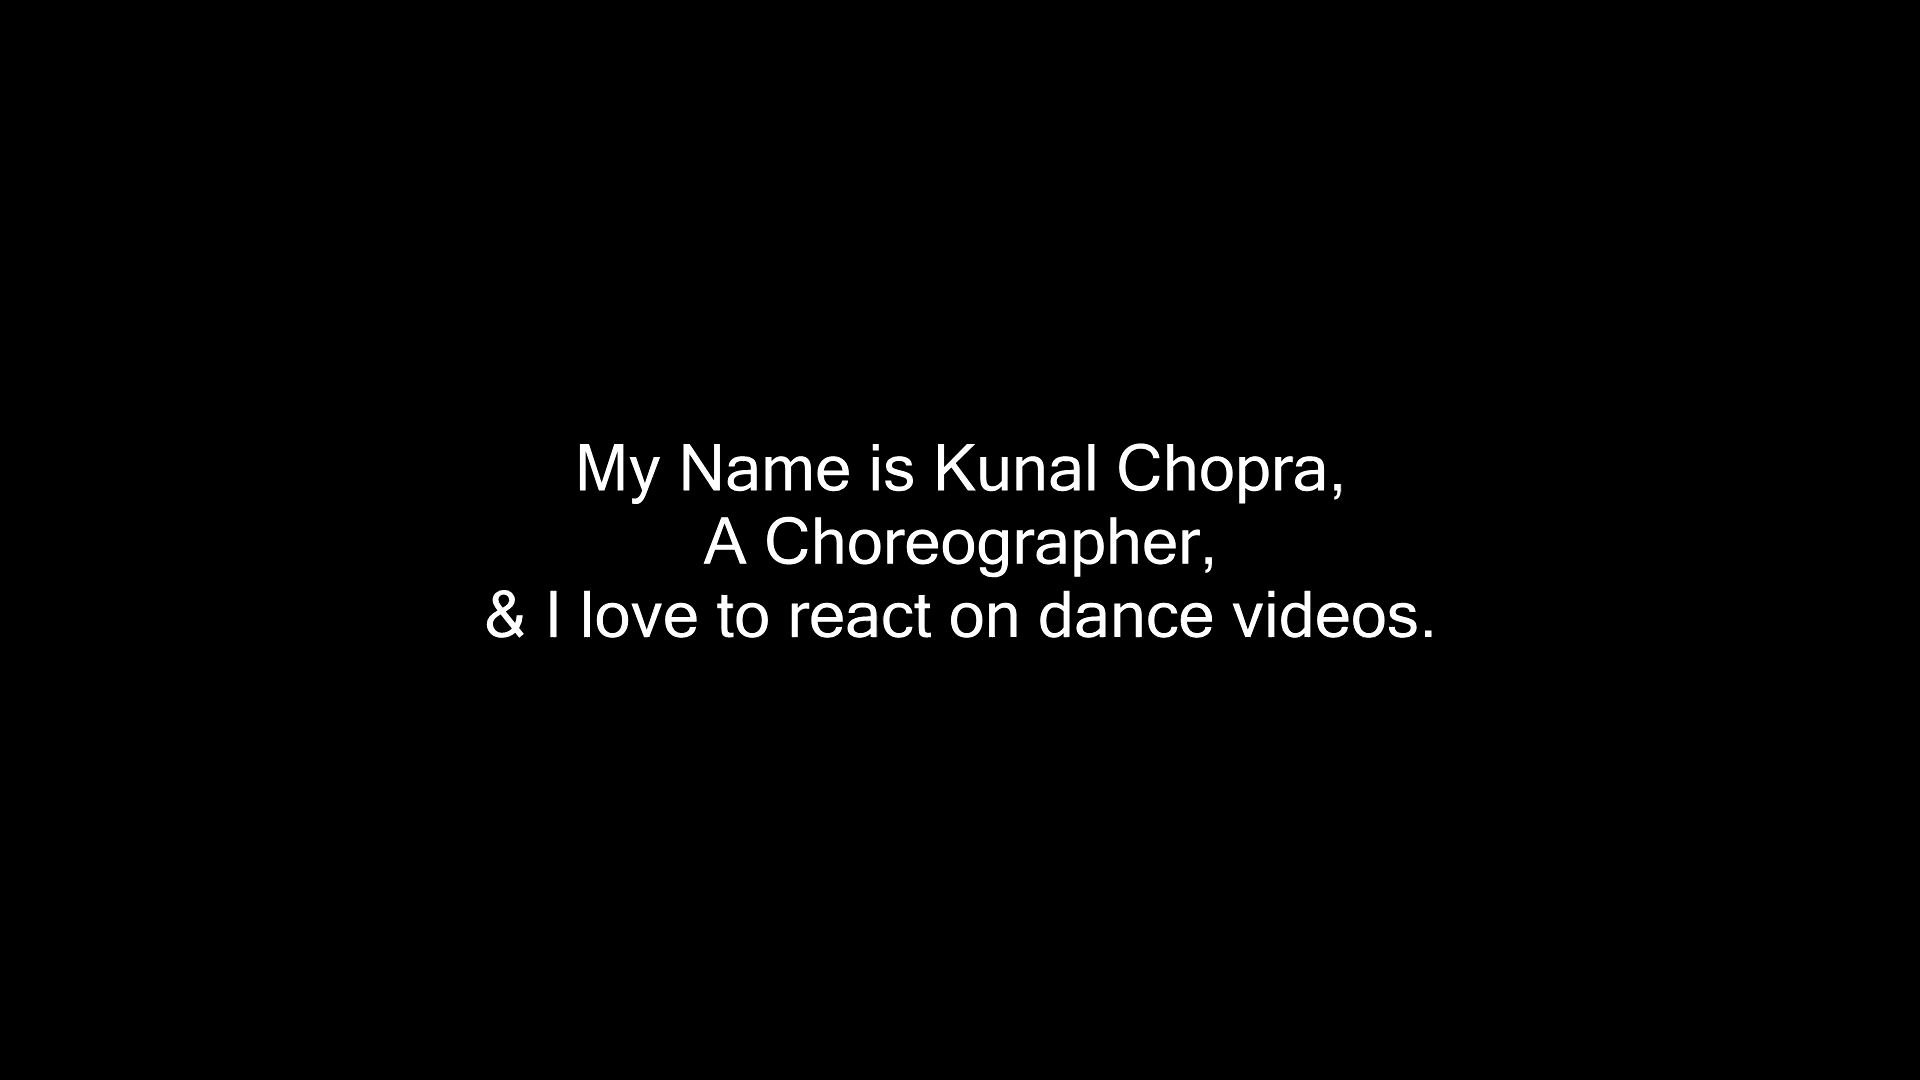 My Name is Kunal Chopra,
A Choreographer,
& I love to react on dance videos.